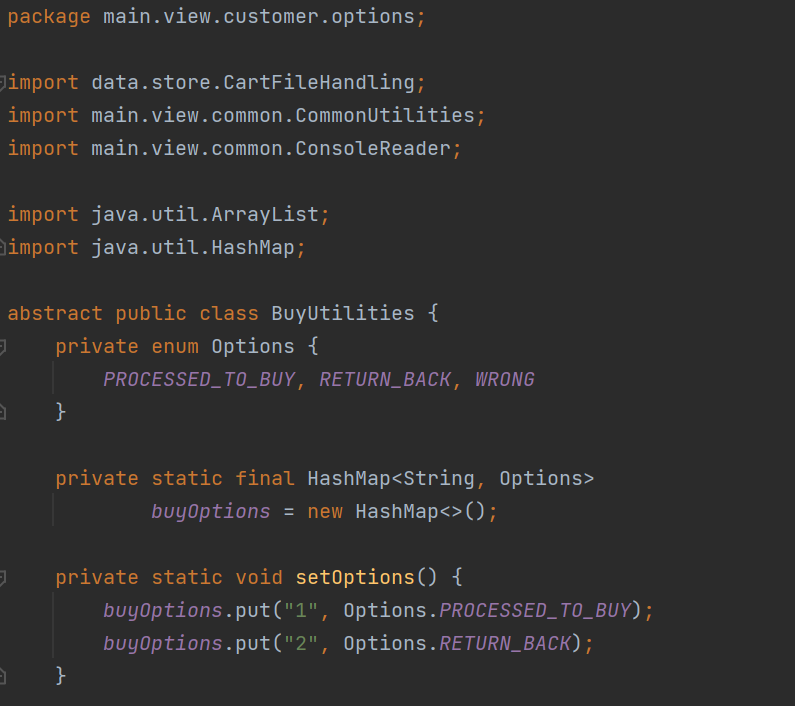 package main.view.customer.options;
import data.store.CartFileHandling;
import main.view.common.CommonUtilities;
import main.view.common.ConsoleReader;
import java.util.ArrayList;
import java.util.HashMap;
abstract public class BuyUtilities {
private enum Options {
PROCESSED_TO_BUY, RETURN_BACK, WRONG
}
private static final HashMap<String, Options>
buyOptions = new HashMap<>();
private static void setOptions() {
buyOptions.put("1", Options.PROCESSED_TO_BUY);
buyOptions.put("2", Options.RETURN_BACK);
}